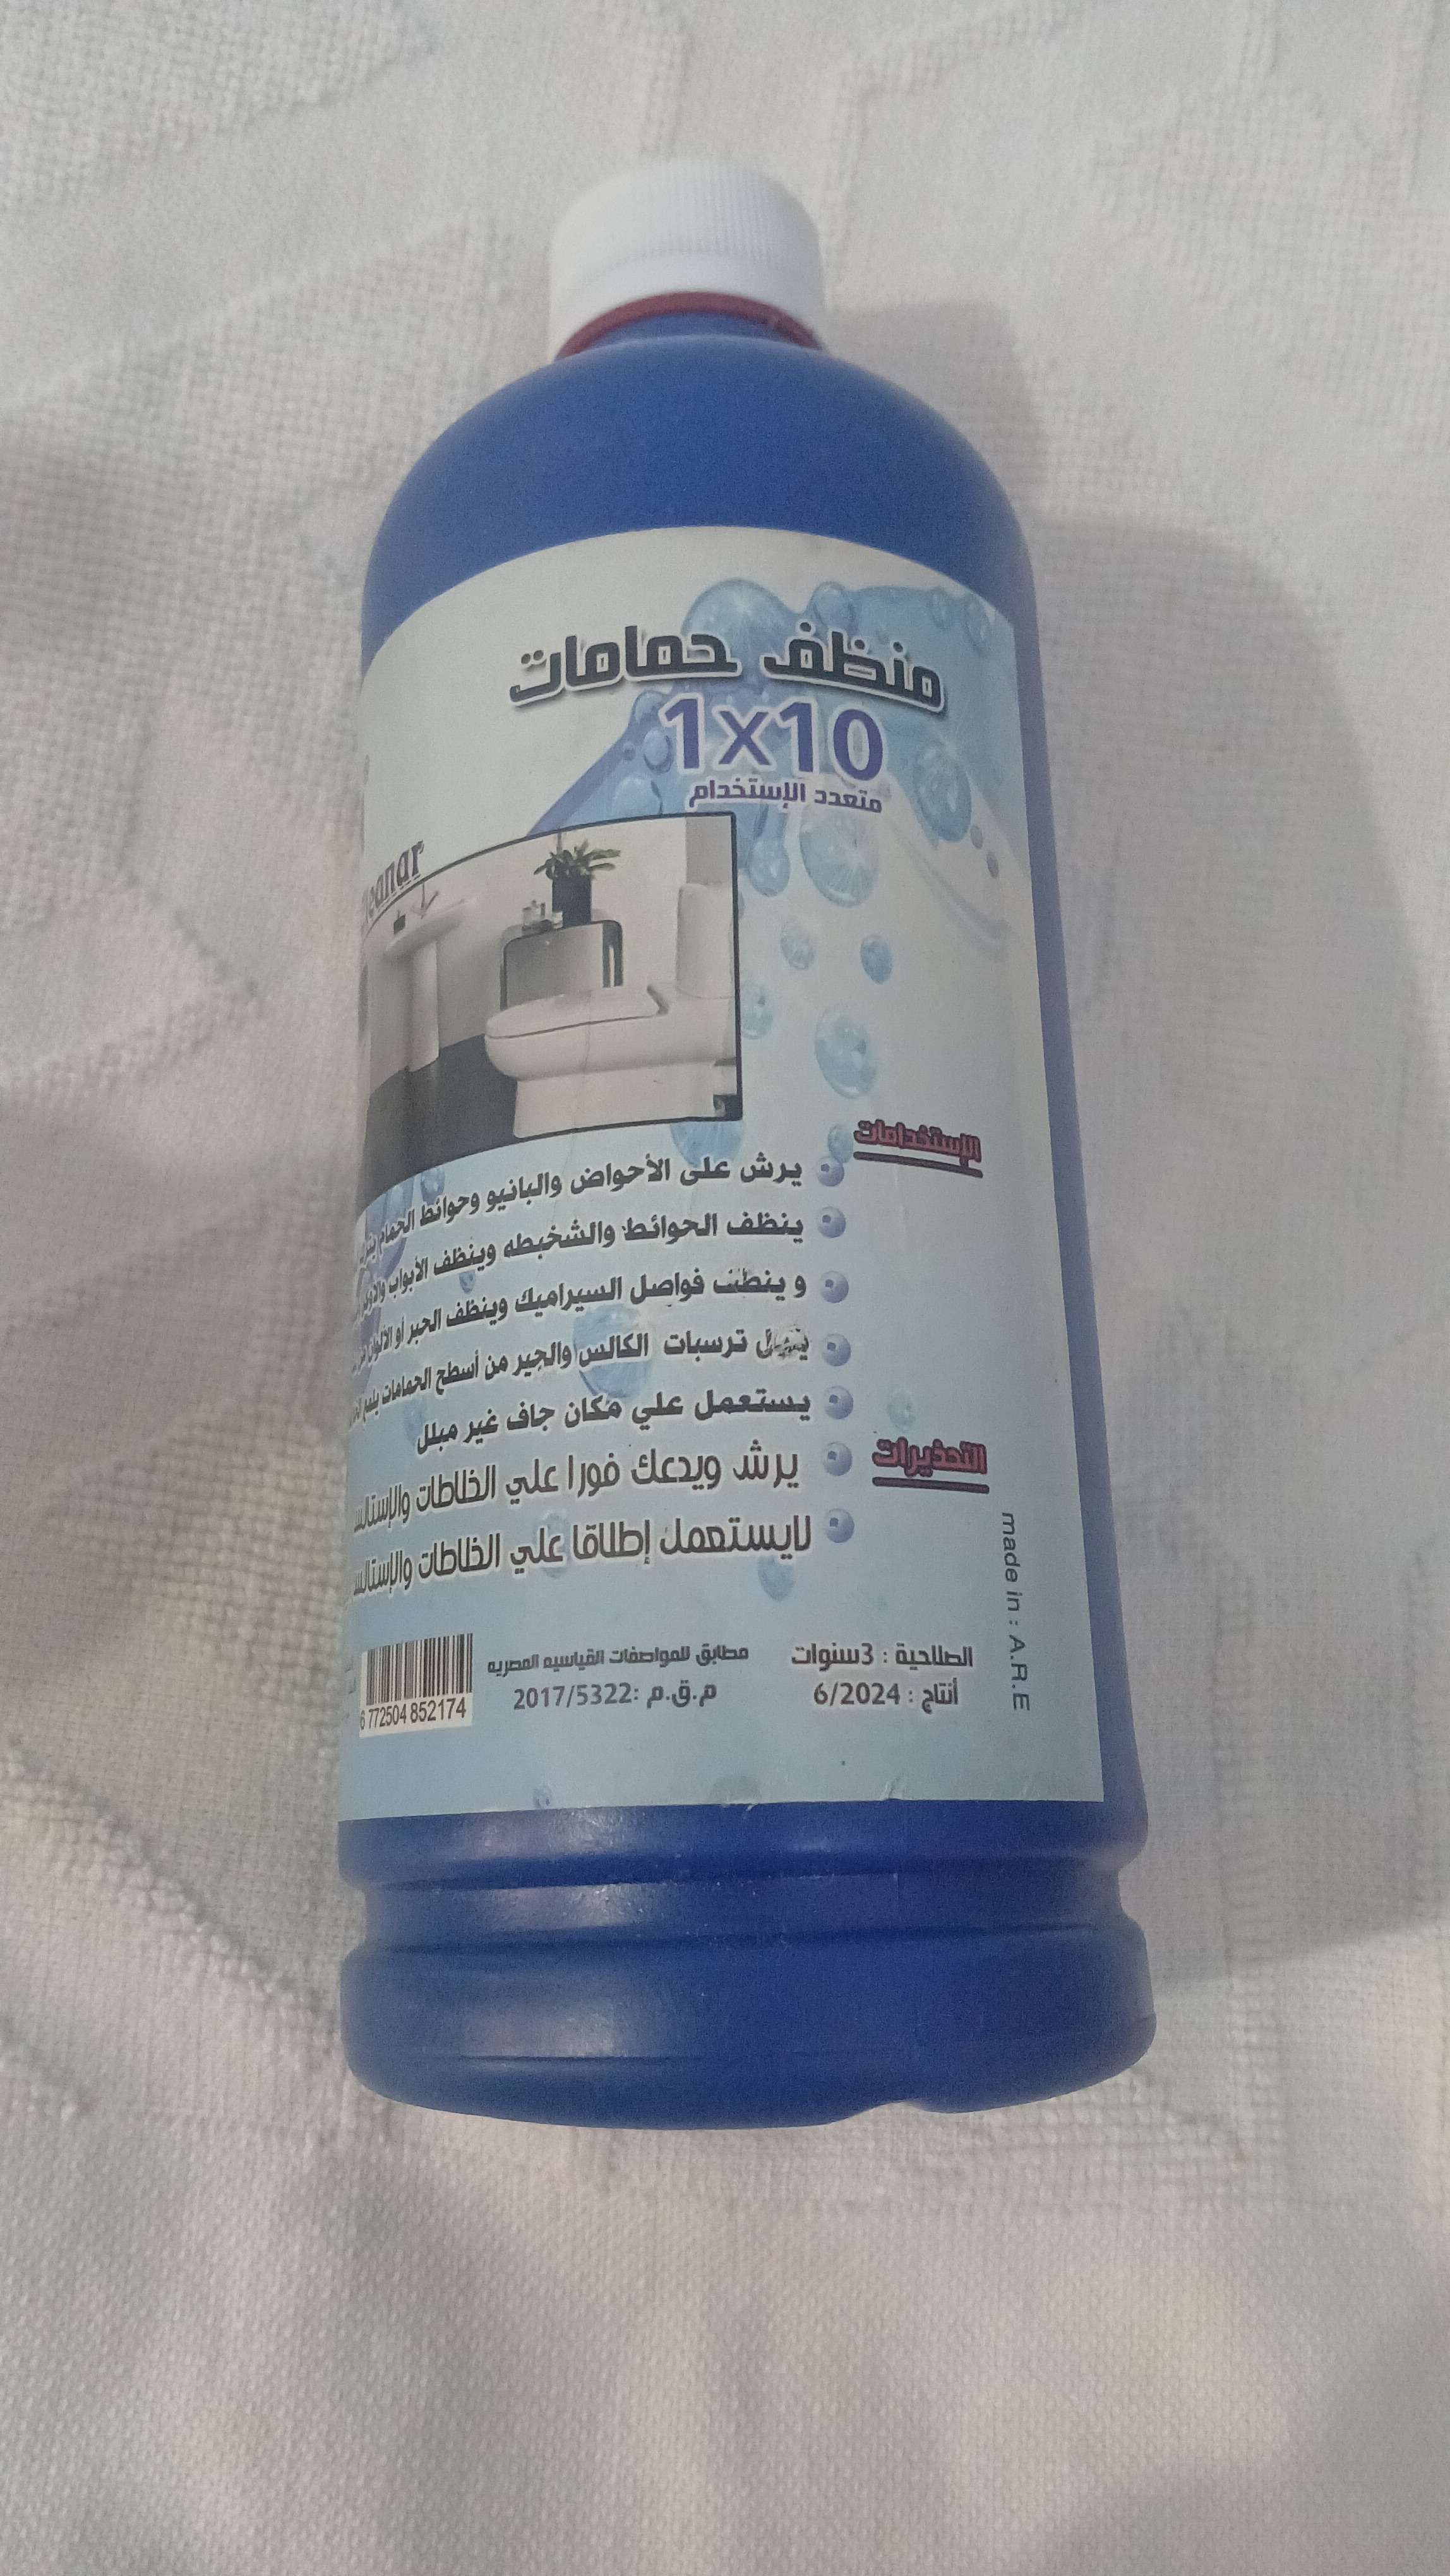 منظف حمامات
1x10
متعدد الإستخدام
الإستخدامات
يرش على الأحواض والبانيو وحوائط الحمام
ينظف الحوائط والشخبطه وينظف الأبواب
و ينظف فواصل السيراميك وينظف الحبر أو الألوان
ترسبات الكالس والجير من أسطح الحمامات
يستعمل علي مكان جاف غير مبلل
التحذيرات
يرش ويدعك فورا علي الخلاطات
لايستعمل إطلاقا علي الخلاطات
الصلاحية : 3سنوات
أنتاج : 6/2024
مطابق للمواصفات القياسيه المصريه
م.ق.م :2017/5322
6 772504 852174
made in : A.R.E